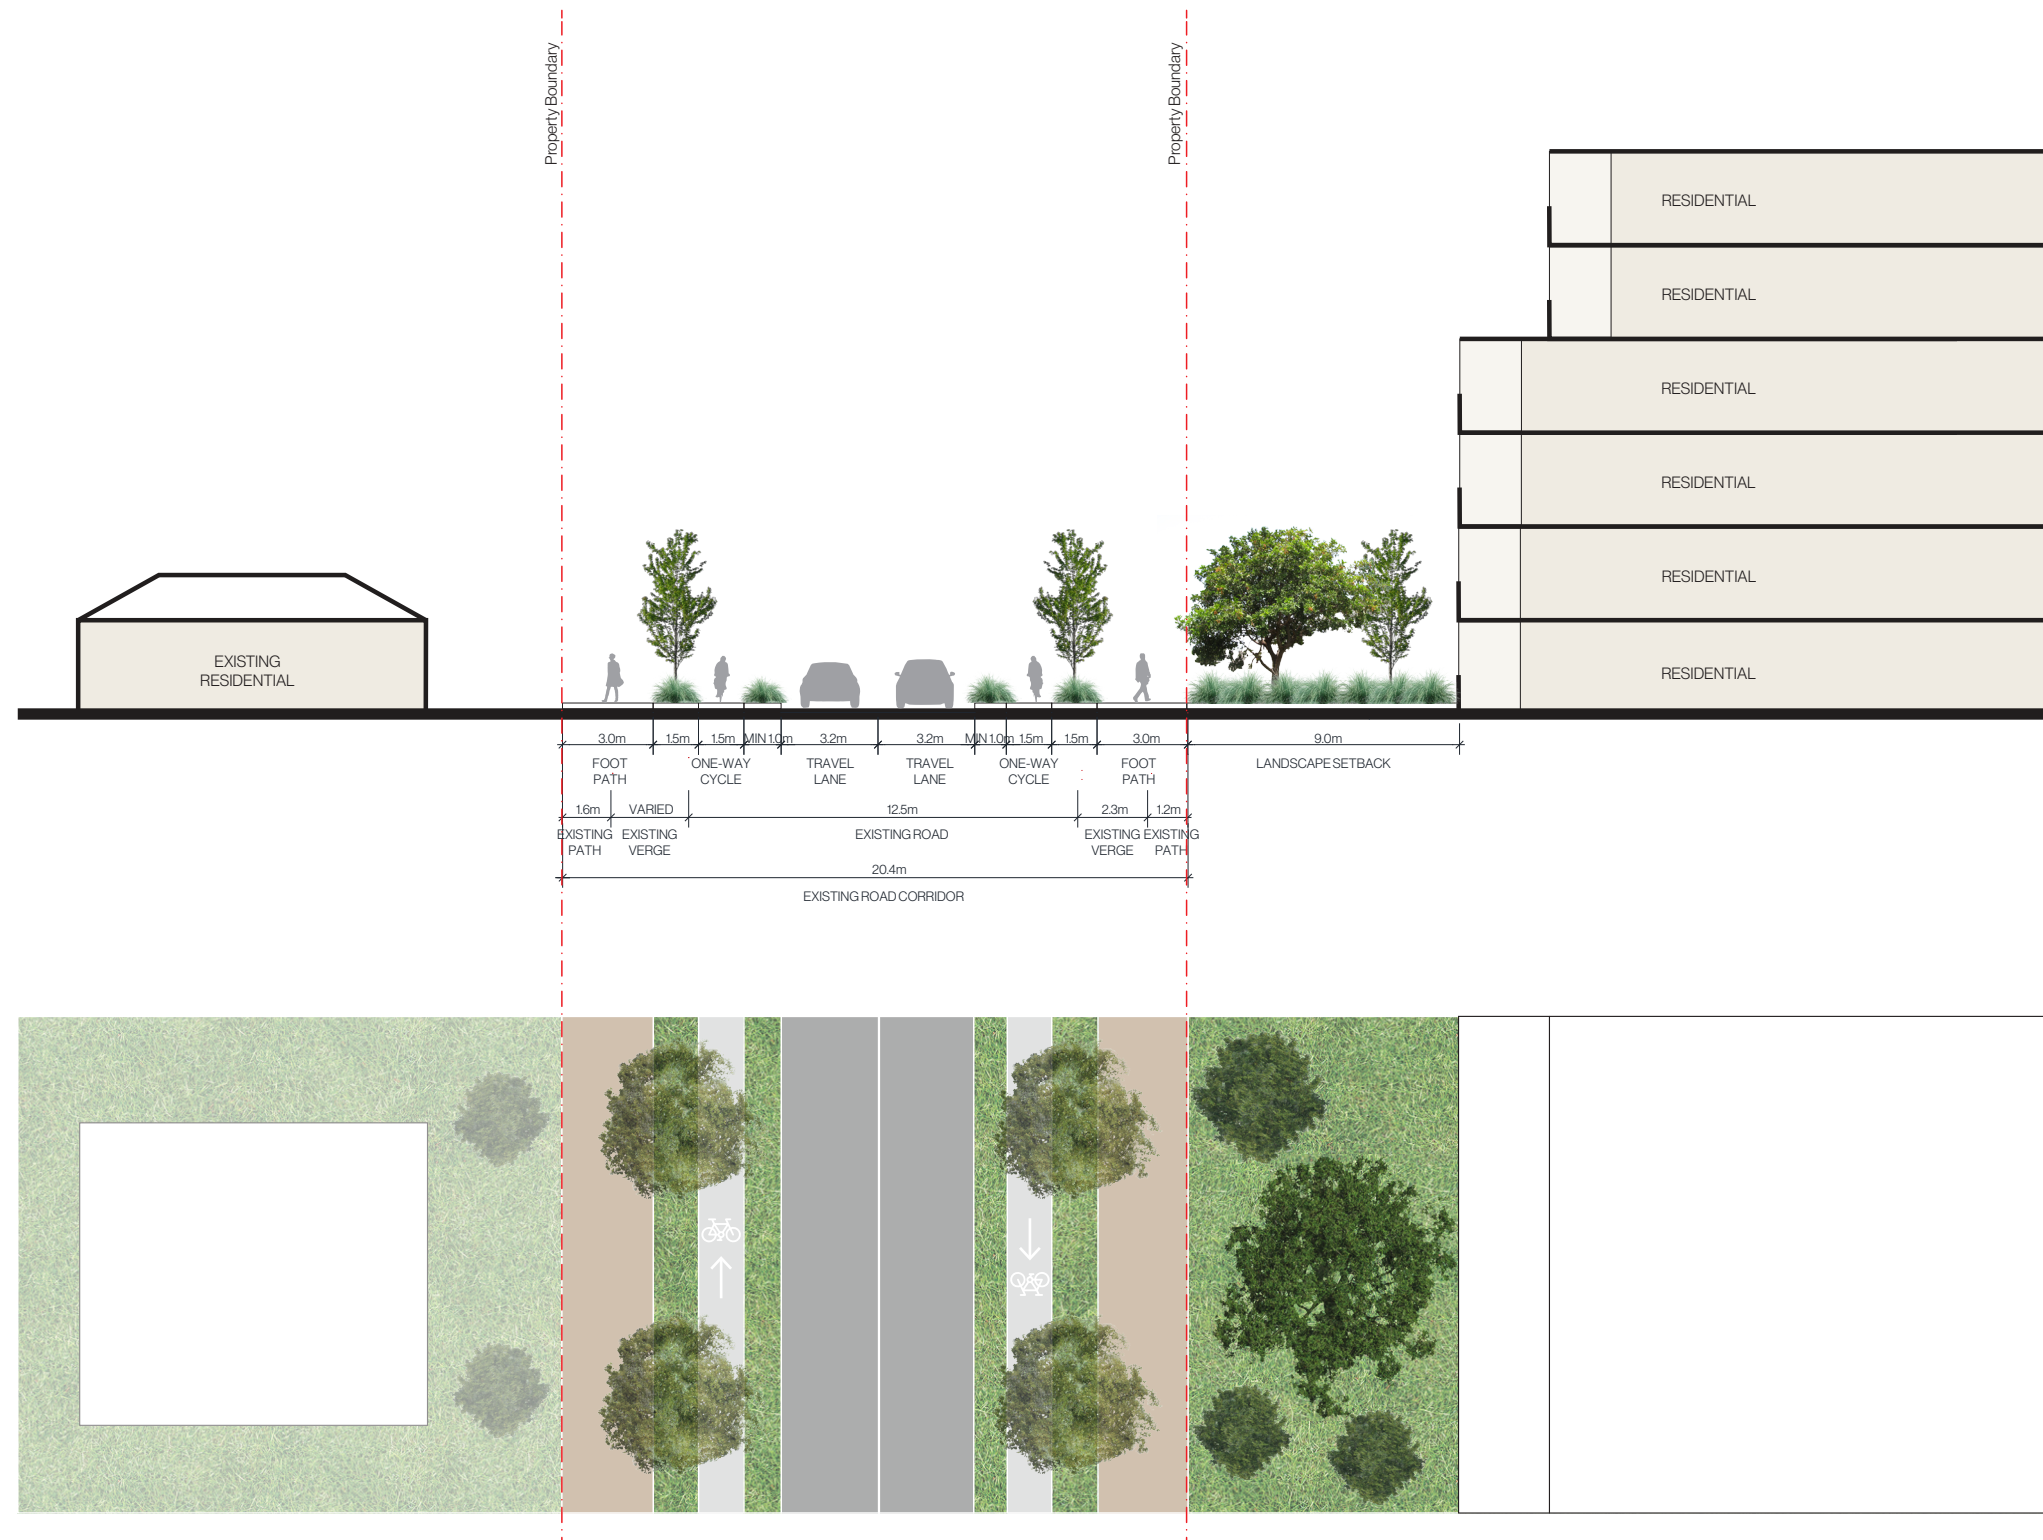 Property Boundary
Property Boundary
RESIDENTIAL
RESIDENTIAL
RESIDENTIAL
RESIDENTIAL
RESIDENTIAL
RESIDENTIAL
EXISTING
RESIDENTIAL
3.0m 1.5m 1.5m MIN 1.0m 3.2m 3.2m MIN 1.0m 1.5m 1.5m 3.0m 9.0m
FOOT
PATH
ONE-WAY
CYCLE
TRAVEL
LANE
TRAVEL
LANE
ONE-WAY
CYCLE
FOOT
PATH
LANDSCAPE SETBACK
1.6m VARIED 12.5m 2.3m 1.2m
EXISTING
PATH
EXISTING
VERGE
EXISTING ROAD
EXISTING
VERGE
EXISTING
PATH
20.4m
EXISTING ROAD CORRIDOR